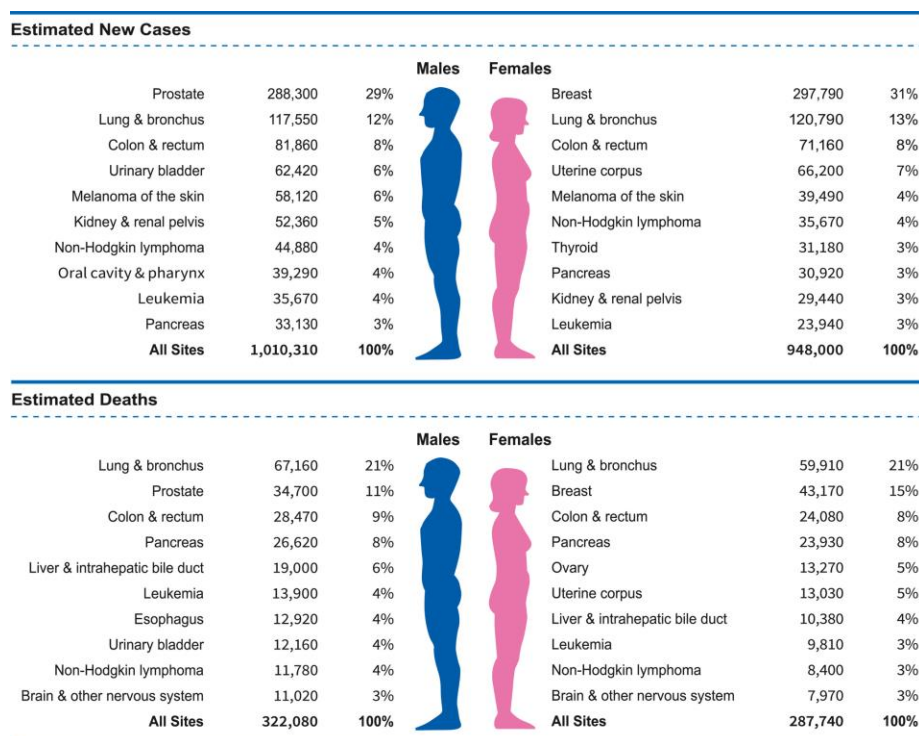 Estimated New Cases
Males Females
Prostate 288,300 29% Breast 297,790 31%
Lung & bronchus 117,550 12% Lung & bronchus 120,790 13%
Colon & rectum 81,860 8% Colon & rectum 71,160 8%
Urinary bladder 62,420 6% Uterine corpus 66,200 7%
Melanoma of the skin 58,120 6% Melanoma of the skin 39,490 4%
Kidney & renal pelvis 52,360 5% Non-Hodgkin lymphoma 35,670 4%
Non-Hodgkin lymphoma 44,880 4% Thyroid 31,180 3%
Oral cavity & pharynx 39,290 4% Pancreas 30,920 3%
Leukemia 35,670 4% Kidney & renal pelvis 29,440 3%
Pancreas 33,130 3% Leukemia 23,940 3%
All Sites 1,010,310 100% All Sites 948,000 100%
Estimated Deaths
Males Females
Lung & bronchus 67,160 21% Lung & bronchus 59,910 21%
Prostate 34,700 11% Breast 43,170 15%
Colon & rectum 28,470 9% Colon & rectum 24,080 8%
Pancreas 26,620 8% Pancreas 23,930 8%
Liver & intrahepatic bile duct 19,000 6% Ovary 13,270 5%
Leukemia 13,900 4% Uterine corpus 13,030 5%
Esophagus 12,920 4% Liver & intrahepatic bile duct 10,380 4%
Urinary bladder 12,160 4% Leukemia 9,810 3%
Non-Hodgkin lymphoma 11,780 4% Non-Hodgkin lymphoma 8,400 3%
Brain & other nervous system 11,020 3% Brain & other nervous system 7,970 3%
All Sites 322,080 100% All Sites 287,740 100%